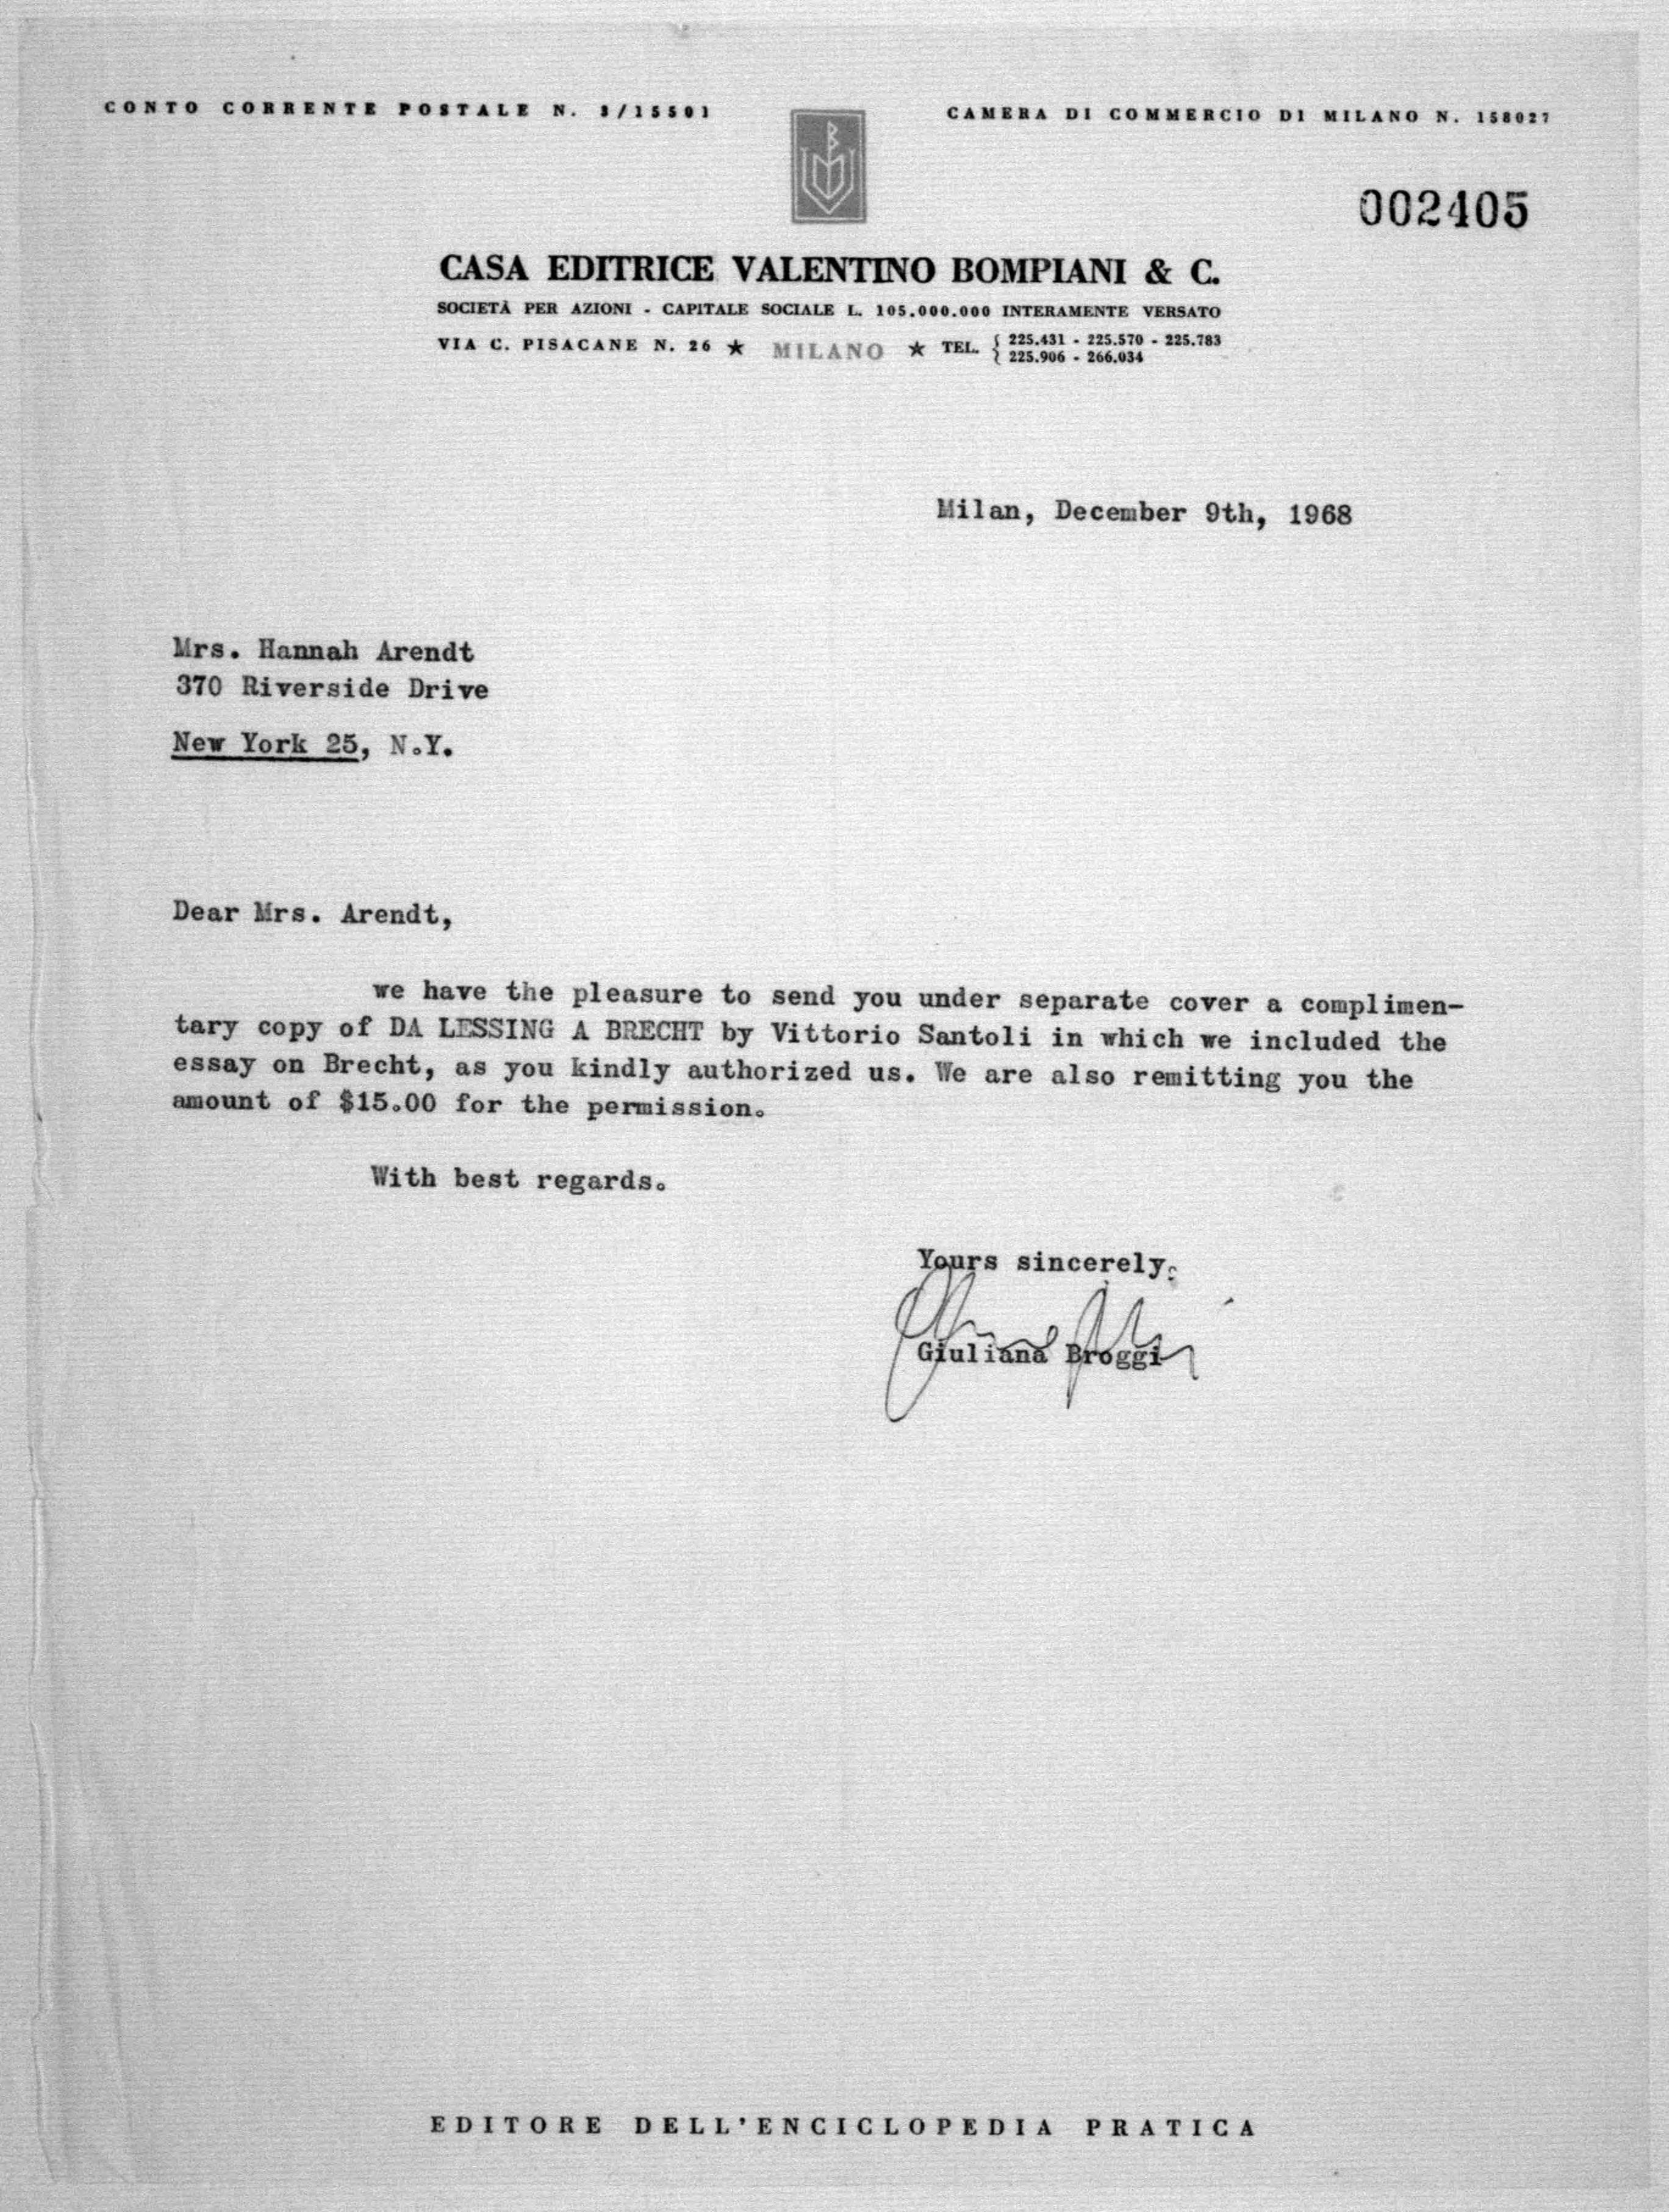 CONTO CORRENTE POSTALE N. 3/15501
CAMERA DI COMMERCIO DI MILANO N. 158027
002405
CASA EDITRICE VALENTINO BOMPIANI & C.
SOCIETÀ PER AZIONI - CAPITALE SOCIALE L. 105.000.000 INTERAMENTE VERSATO
VIA C. PISACANE N. 26 ★ MILANO ★ TEL. { 225.431 - 225.570 - 225.783
225.906 - 266.034
Milan, December 9th, 1968
Mrs. Hannah Arendt
370 Riverside Drive
New York 25, N.Y.
Dear Mrs. Arendt,
we have the pleasure to send you under separate cover a complimen-
tary copy of DA LESSING A BRECHT by Vittorio Santoli in which we included the
essay on Brecht, as you kindly authorized us. We are also remitting you the
amount of $15.00 for the permission.
With best regards.
Yours sincerely,
Giuliana Broggi
EDITORE DELL'ENCICLOPEDIA PRATICA